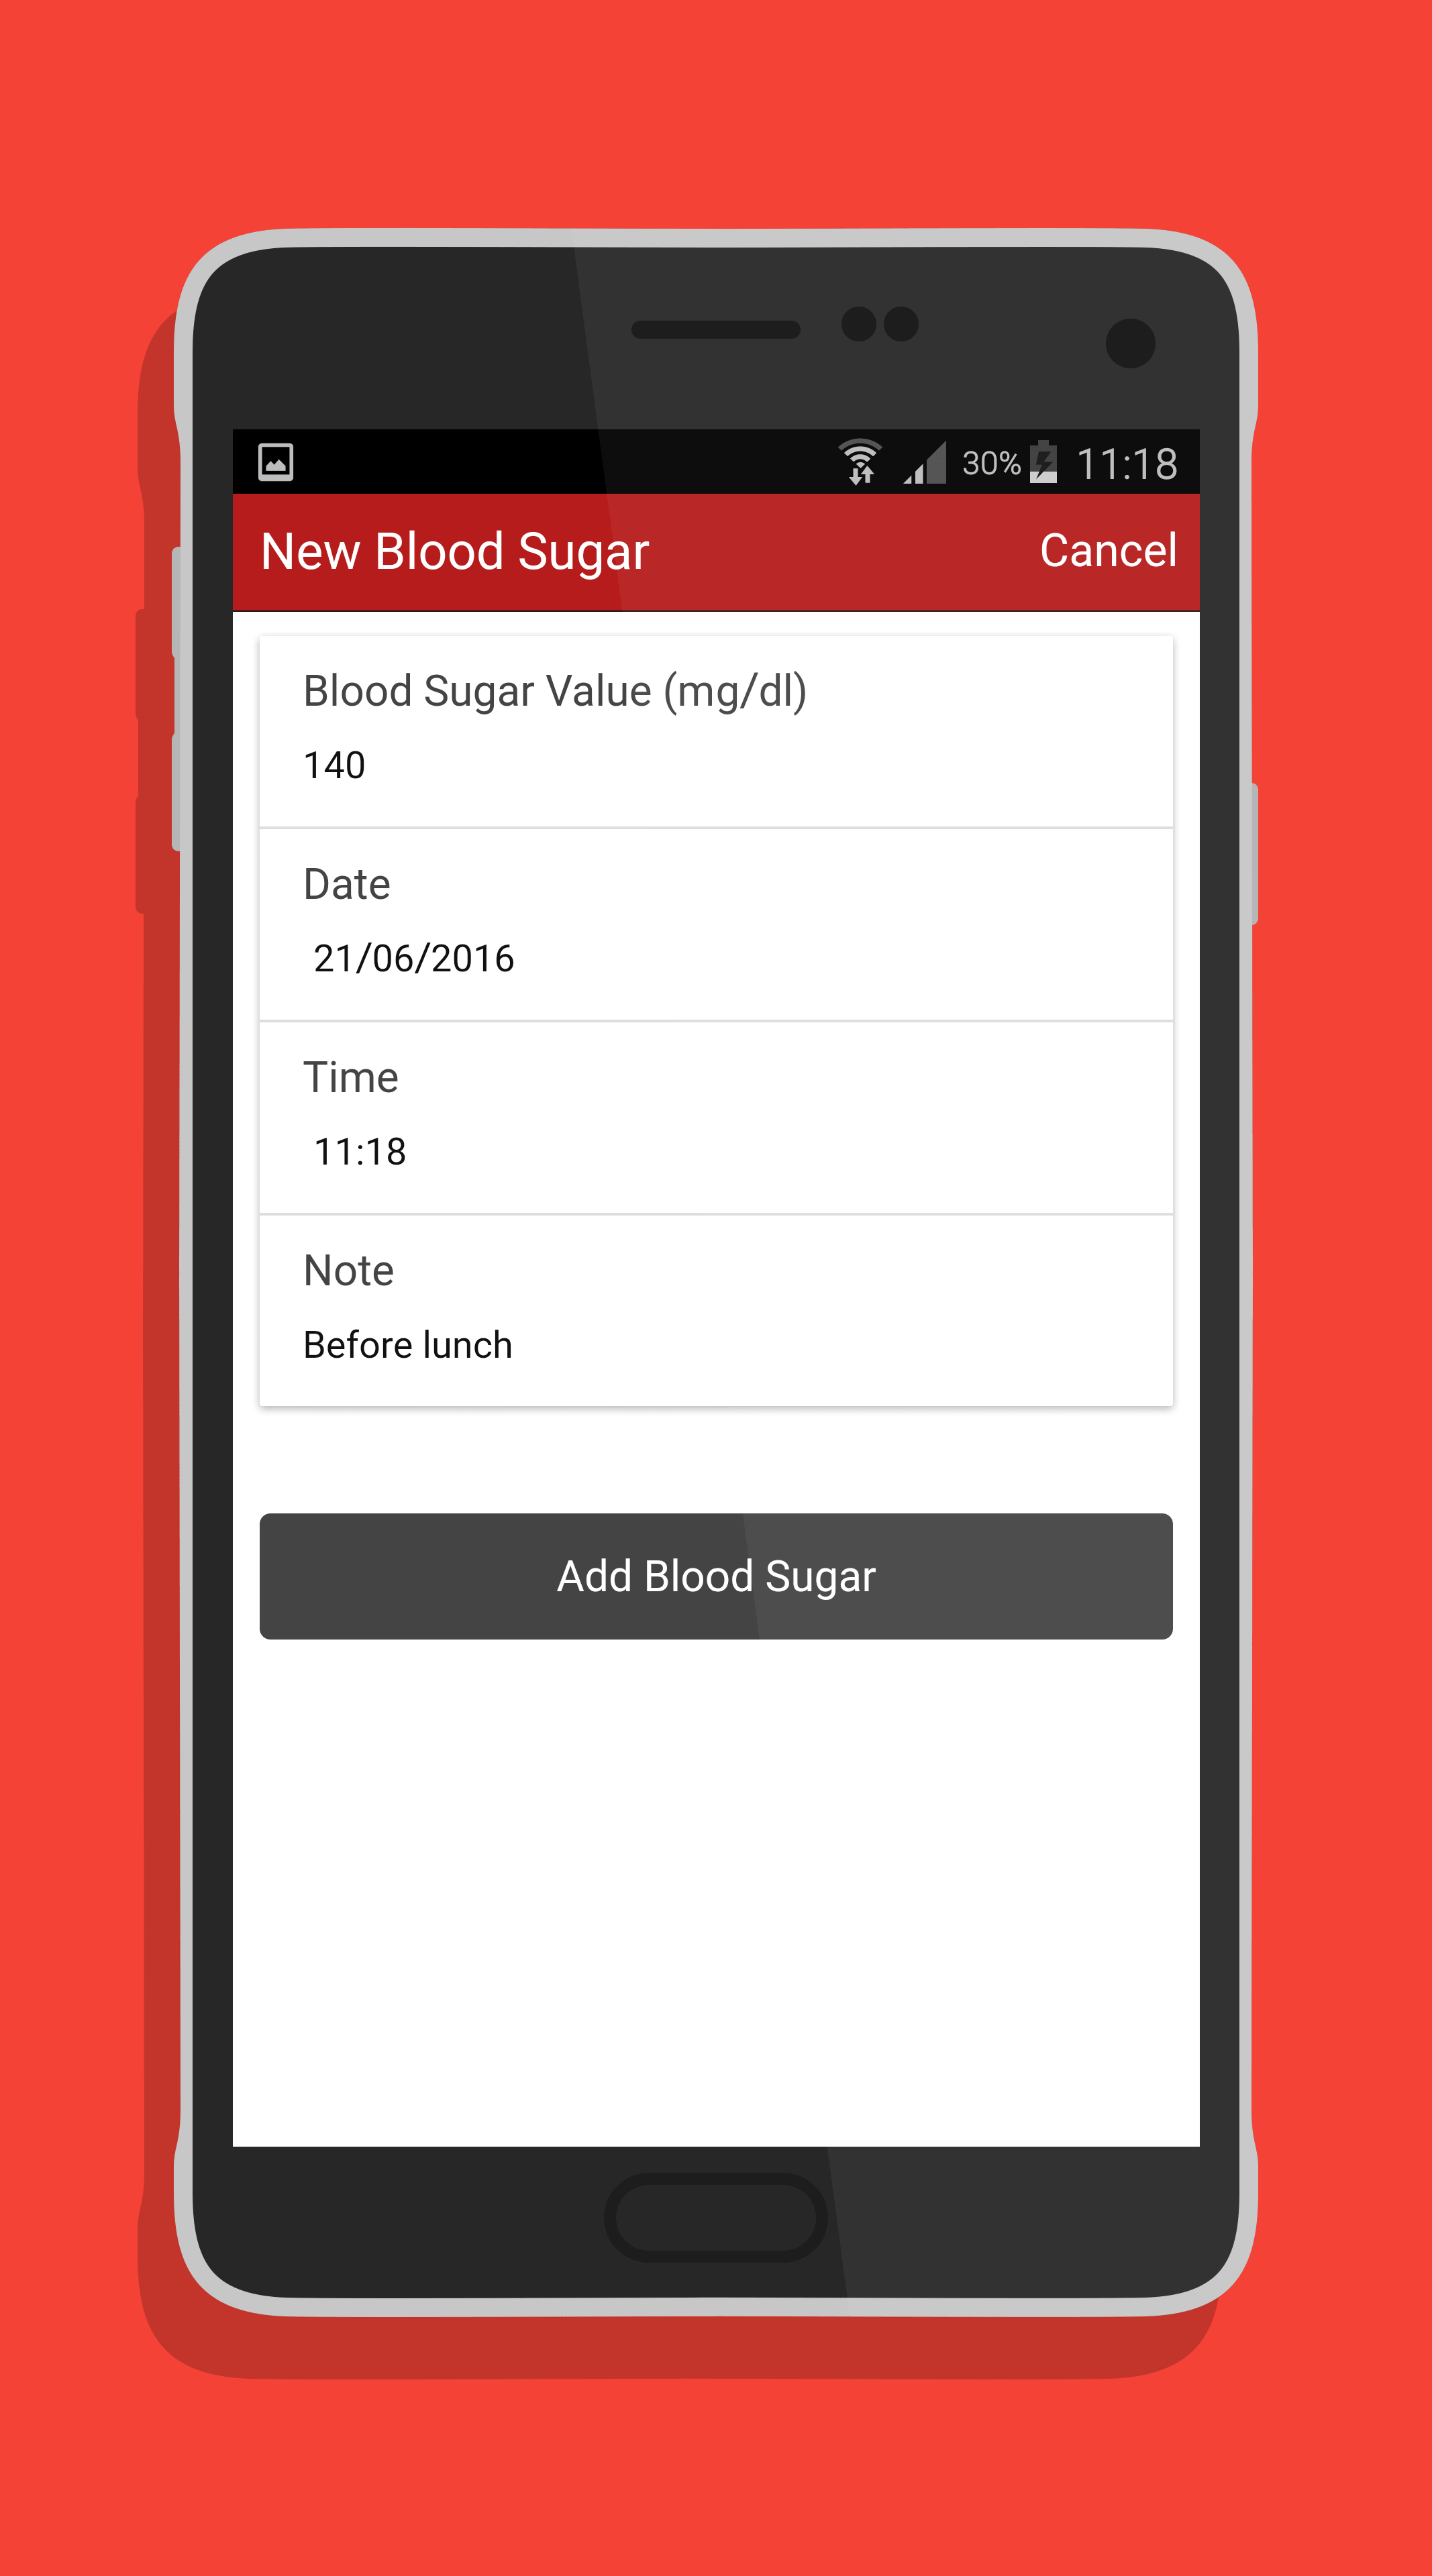 30% 11:18
New Blood Sugar Cancel
Blood Sugar Value (mg/dl)
140
Date
21/06/2016
Time
11:18
Note
Before lunch
Add Blood Sugar